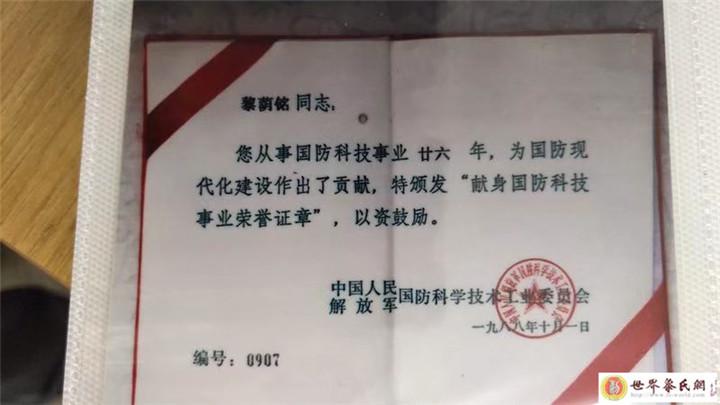 黎荫铭同志:
您从事国防科技事业 廿六 年，为国防现
代化建设作出了贡献，特颁发“献身国防科技
事业荣誉证章”，以资鼓励。
中国人民
解放军 国防科学技术工业委员会
一九八八年十月一日
编号：0907
世界黎氏網